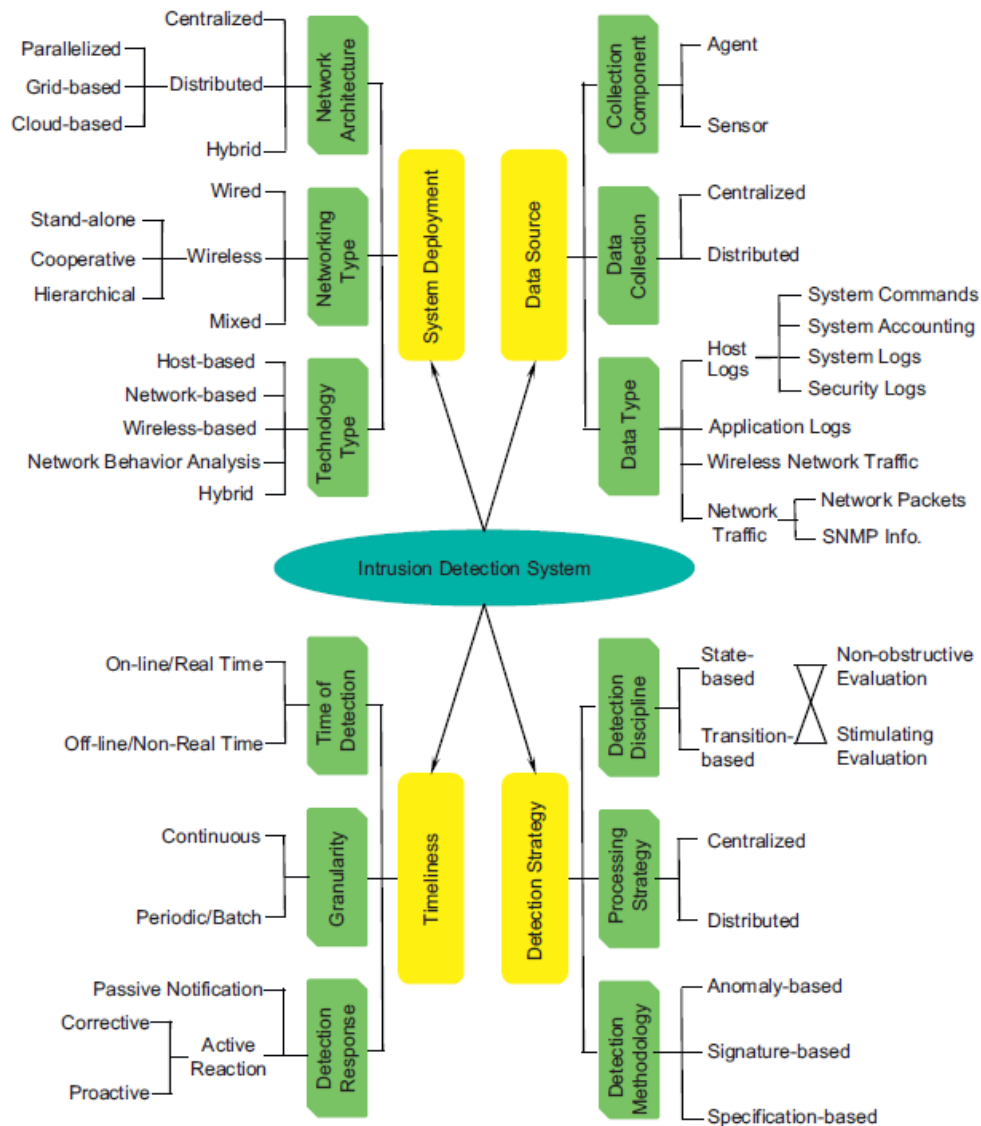 Centralized
Parallelized
Grid-based
Distributed
Cloud-based
Hybrid
Network
Architecture
Wired
Stand-alone
Cooperative
Wireless
Hierarchical
Mixed
Networking
Type
Host-based
Network-based
Wireless-based
Network Behavior Analysis
Hybrid
Technology
Type
System Deployment
Data Source
Collection
Component
Agent
Sensor
Data
Collection
Centralized
Distributed
Data Type
Host
Logs
System Commands
System Accounting
System Logs
Security Logs
Application Logs
Wireless Network Traffic
Network
Traffic
Network Packets
SNMP Info.
Intrusion Detection System
On-line/Real Time
Off-line/Non-Real Time
Time of
Detection
Continuous
Periodic/Batch
Granularity
Passive Notification
Corrective
Active
Reaction
Proactive
Detection
Response
Timeliness
Detection Strategy
Detection
Discipline
State-
based
Transition-
based
Non-obstructive
Evaluation
Stimulating
Evaluation
Processing
Strategy
Centralized
Distributed
Detection
Methodology
Anomaly-based
Signature-based
Specification-based